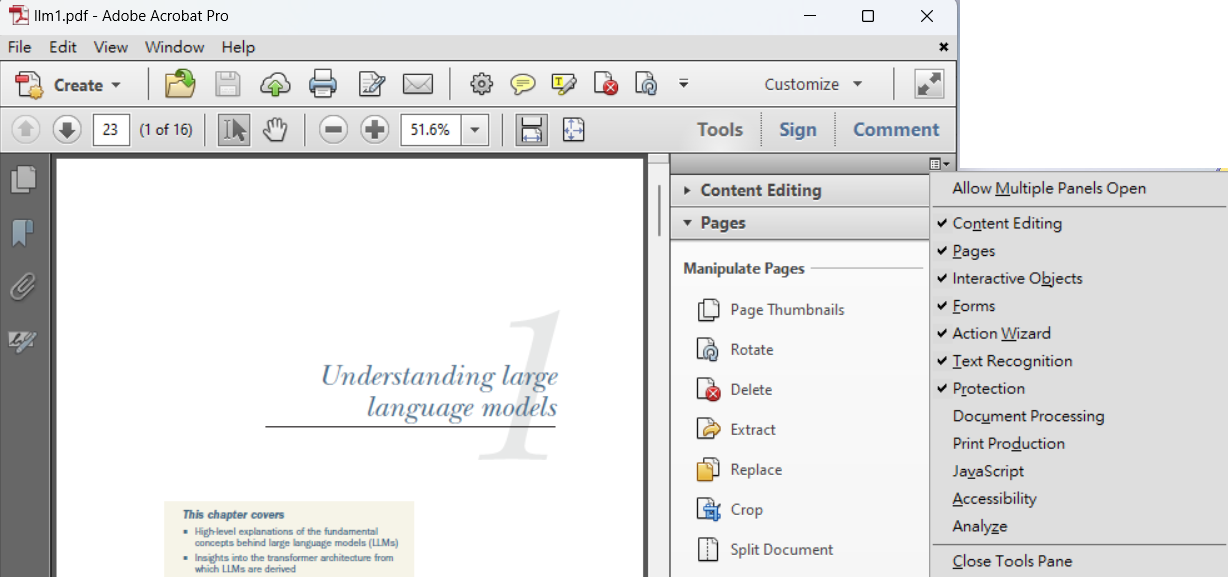 llm1.pdf - Adobe Acrobat Pro
File Edit View Window Help
Create Customize
23 (1 of 16) 51.6% Tools Sign Comment
1
Understanding large
language models
This chapter covers
▪ High-level explanations of the fundamental
concepts behind large language models (LLMs)
▪ Insights into the transformer architecture from
which LLMs are derived
Content Editing
Pages
Manipulate Pages
Page Thumbnails
Rotate
Delete
Extract
Replace
Crop
Split Document
Allow Multiple Panels Open
✔ Content Editing
✔ Pages
✔ Interactive Objects
✔ Forms
✔ Action Wizard
✔ Text Recognition
✔ Protection
Document Processing
Print Production
JavaScript
Accessibility
Analyze
Close Tools Pane